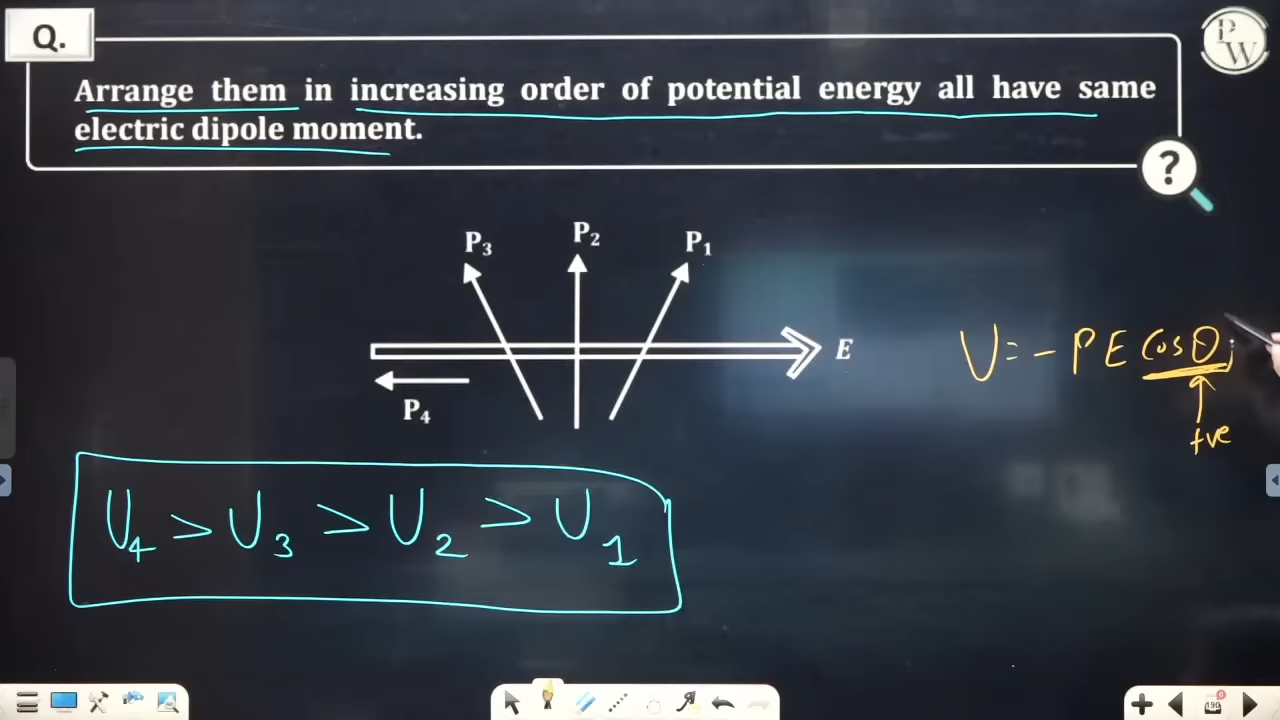 Q.
P
W
Arrange them in increasing order of potential energy all have same
electric dipole moment.
?
P₃
P₂
P₁
E
P₄
U = - P E Cos θ
+ve
U₄ > U₃ > U₂ > U₁